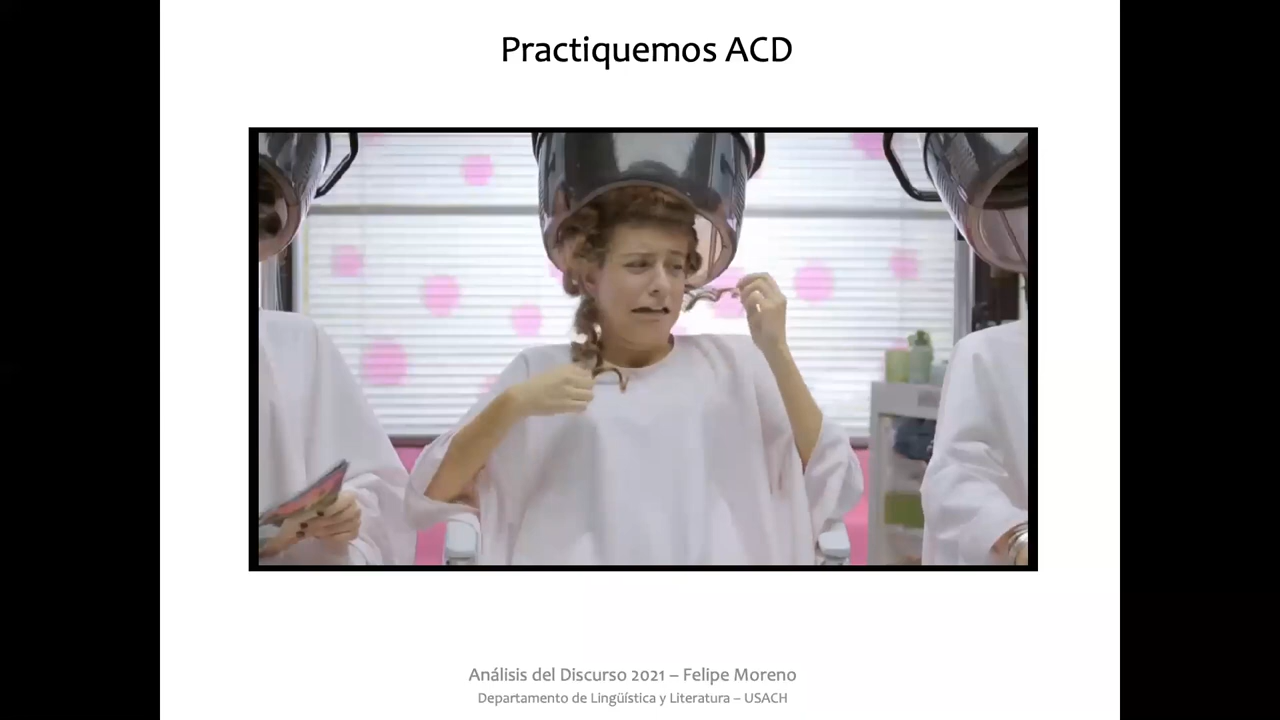 Practiquemos ACD
Análisis del Discurso 2021 – Felipe Moreno
Departamento de Lingüística y Literatura – USACH